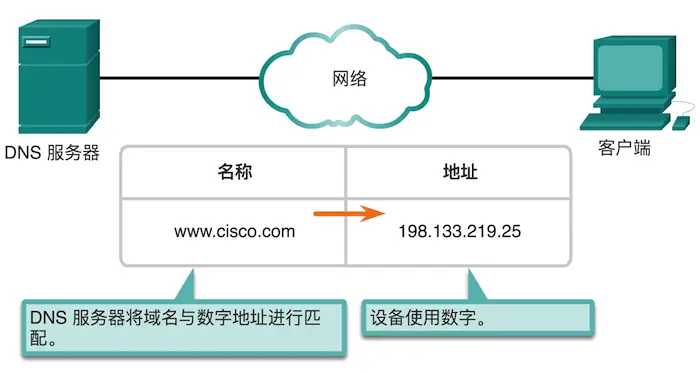 网络
DNS 服务器
客户端
名称
地址
www.cisco.com
198.133.219.25
DNS 服务器将域名与数字地址进行匹
配。
设备使用数字。